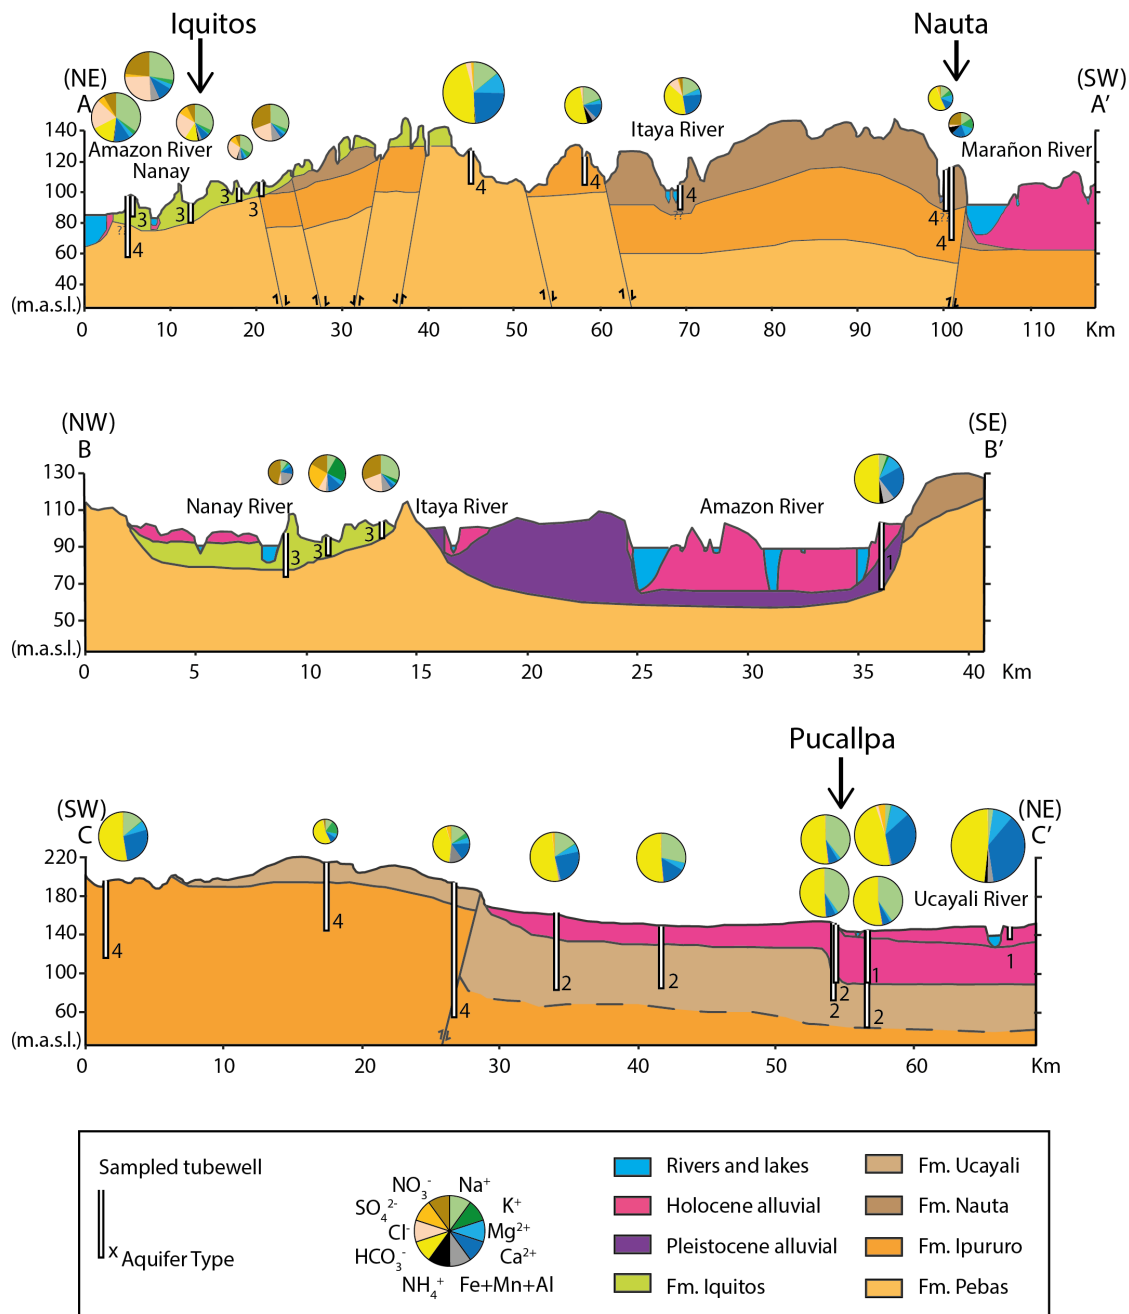 Iquitos
Nauta
(NE)
A
(SW)
A′
Amazon River
Nanay
Itaya River
Marañon River
140
120
100
80
60
40
(m.a.s.l.)
3
3
3
3
4
4
4
4
4
4
??
??
??
0 10 20 30 40 50 60 70 80 90 100 110 Km
(NW)
B
(SE)
B′
Nanay River
Itaya River
Amazon River
130
110
90
70
50
(m.a.s.l.)
3
3
3
1
0 5 10 15 20 25 30 35 40 Km
Pucallpa
(SW)
C
(NE)
C′
Ucayali River
220
180
140
100
60
(m.a.s.l.)
4
4
4
2
2
2
2
1
2
1
0 10 20 30 40 50 60 Km
Sampled tubewell
x Aquifer Type
NO₃⁻ Na⁺
SO₄²⁻ K⁺
Cl⁻ Mg²⁺
HCO₃⁻ Ca²⁺
NH₄⁺ Fe+Mn+Al
Rivers and lakes
Holocene alluvial
Pleistocene alluvial
Fm. Iquitos
Fm. Ucayali
Fm. Nauta
Fm. Ipururo
Fm. Pebas